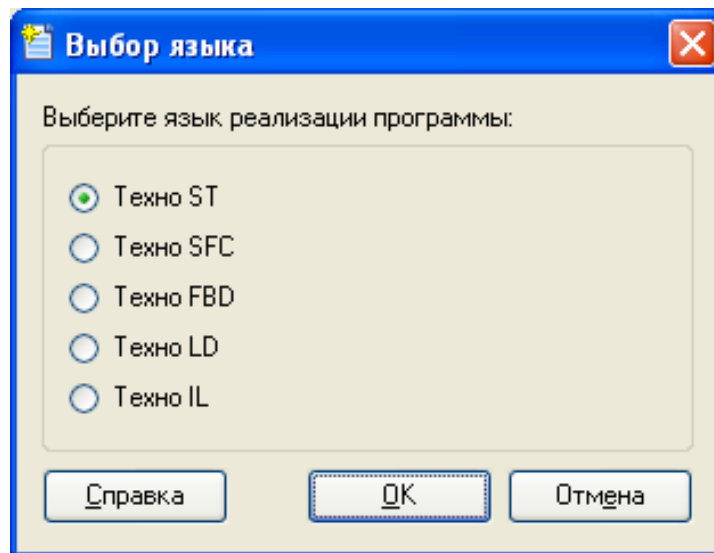 Выбор языка
Выберите язык реализации программы:
Техно ST
Техно SFC
Техно FBD
Техно LD
Техно IL
Справка OK Отмена